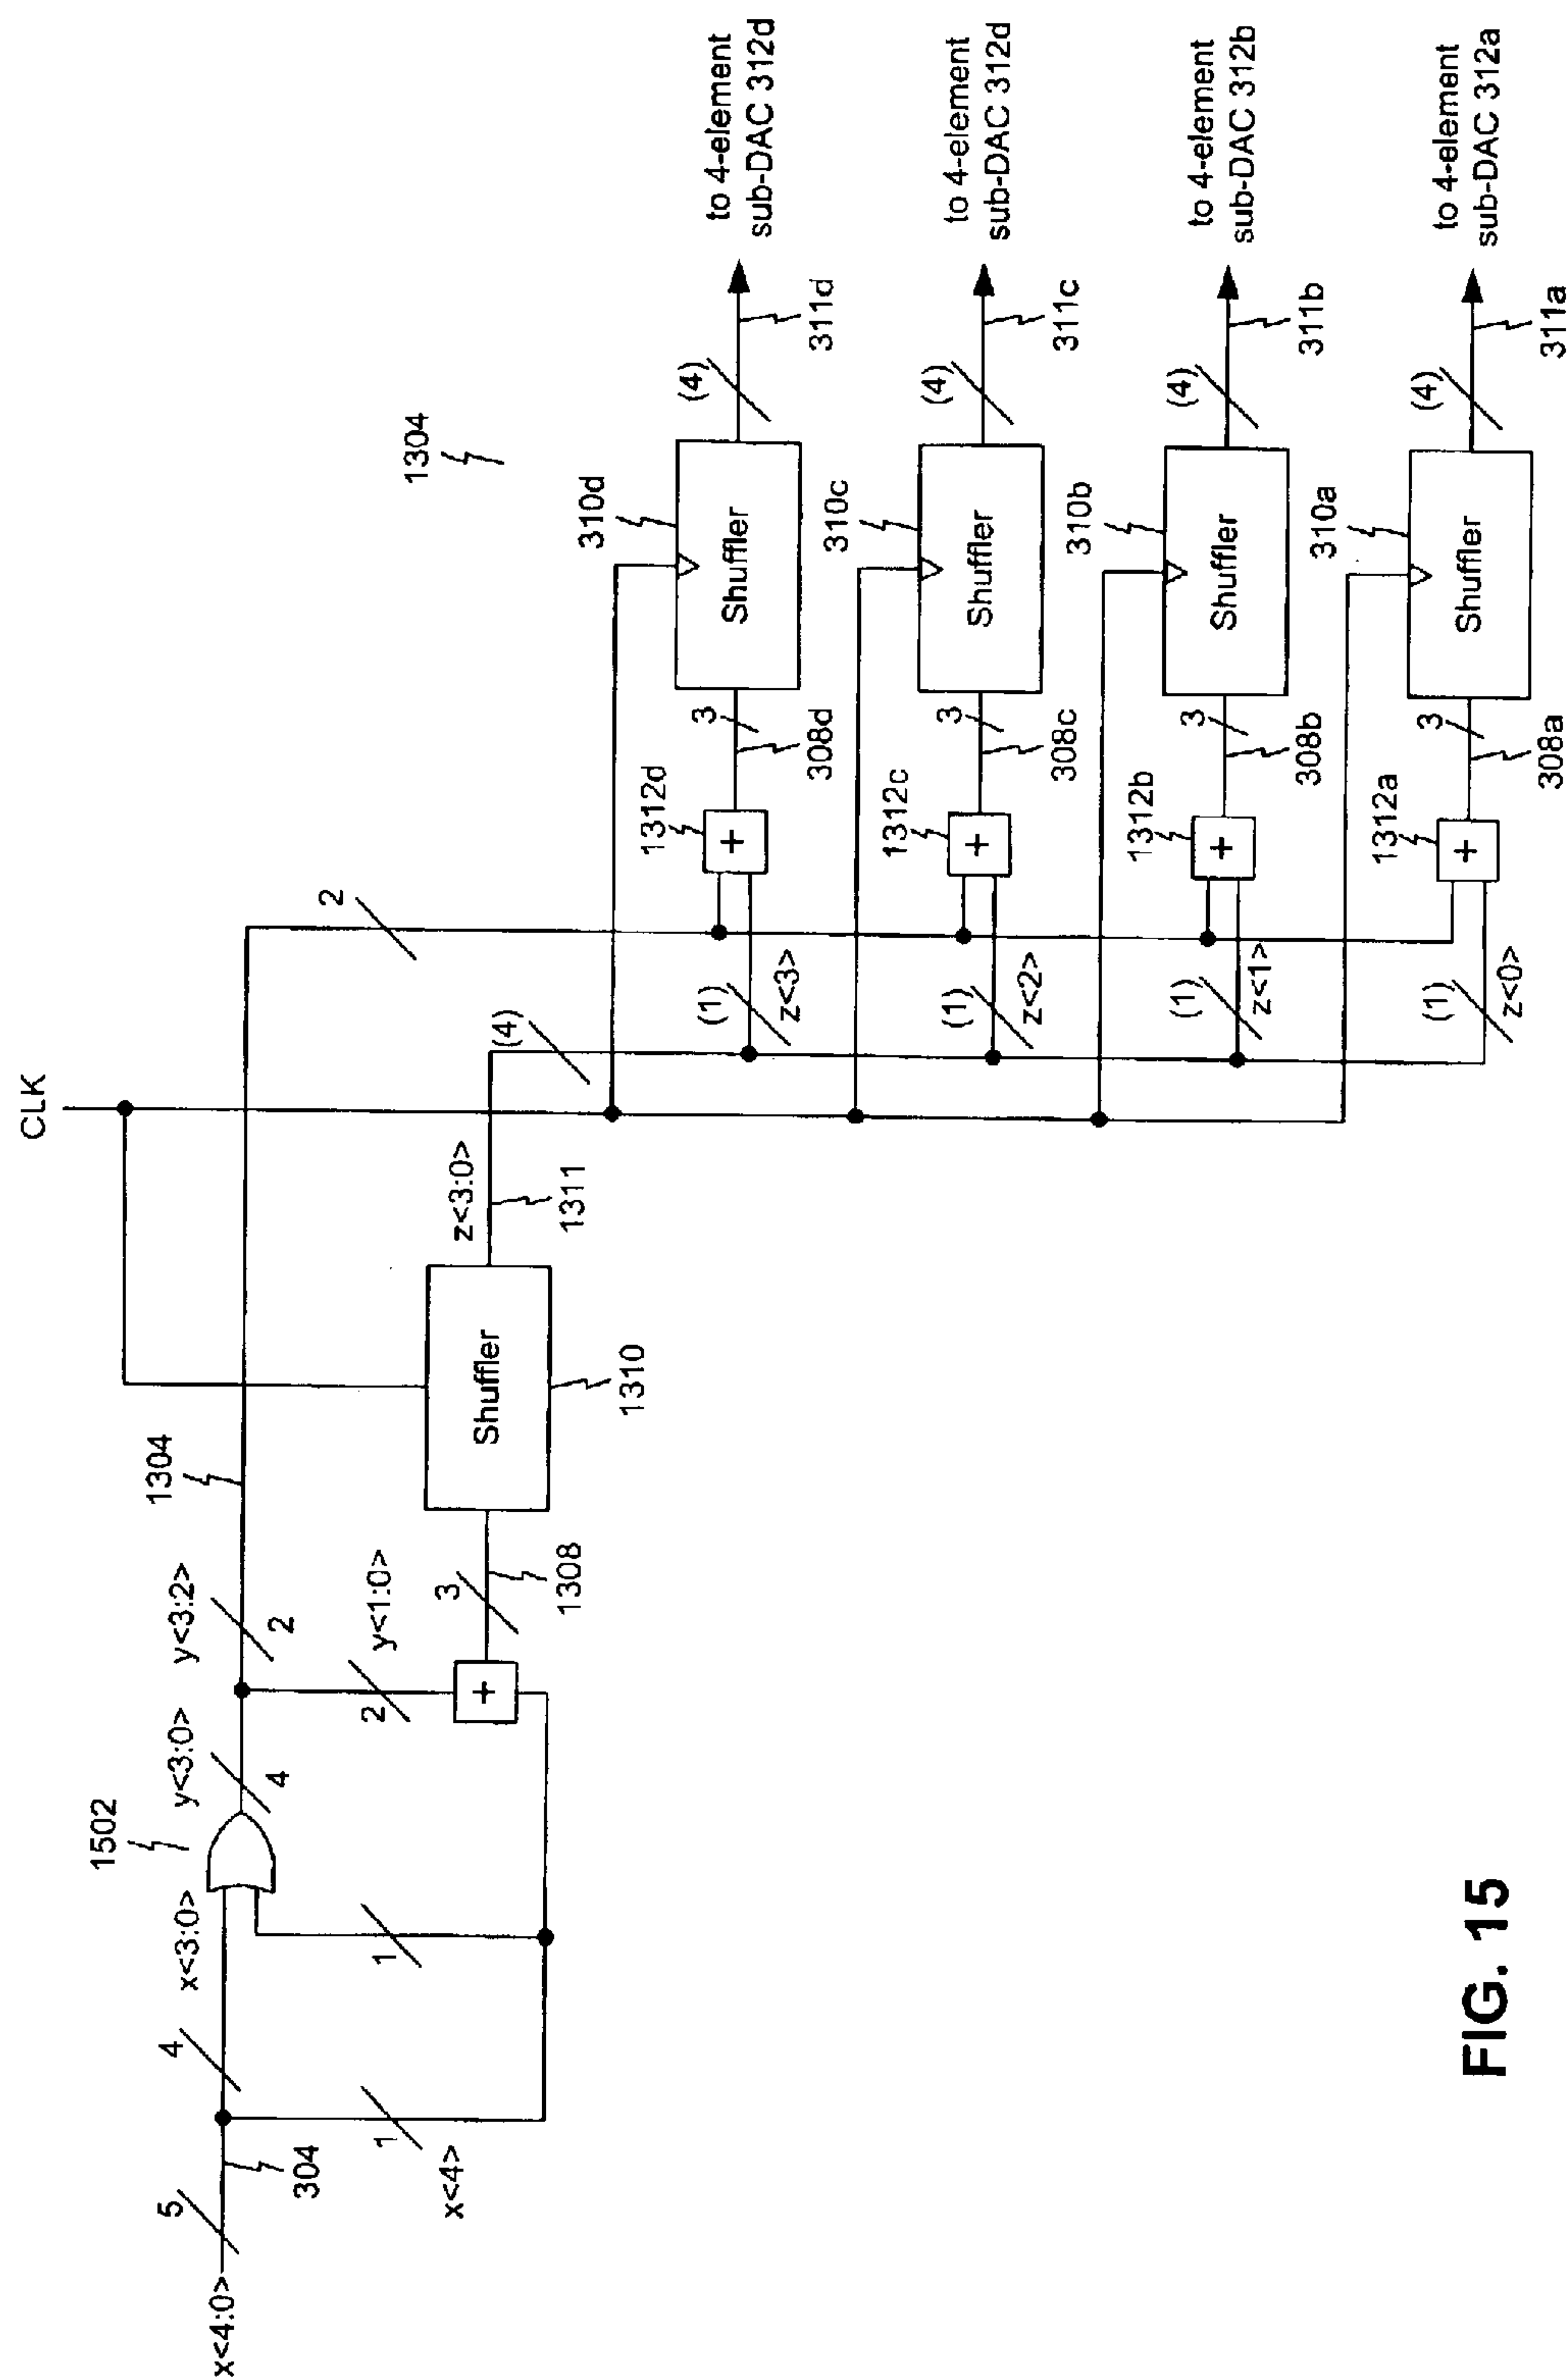 x<4:0>
5
304
4
x<3:0>
1
x<4>
1
1502
y<3:0>
4
y<3:2>
2
1304
2
y<1:0>
+
3
1308
Shuffler
1310
z<3:0>
1311
CLK
(4)
2
1304
(1)
z<3>
1312d
+
3
308d
310d
Shuffler
(4)
311d
to 4-element
sub-DAC 312d
(1)
z<2>
1312c
+
3
308c
310c
Shuffler
(4)
311c
to 4-element
sub-DAC 312d
(1)
z<1>
1312b
+
3
308b
310b
Shuffler
(4)
311b
to 4-element
sub-DAC 312b
(1)
z<0>
1312a
+
3
308a
310a
Shuffler
(4)
311a
to 4-element
sub-DAC 312a
FIG. 15